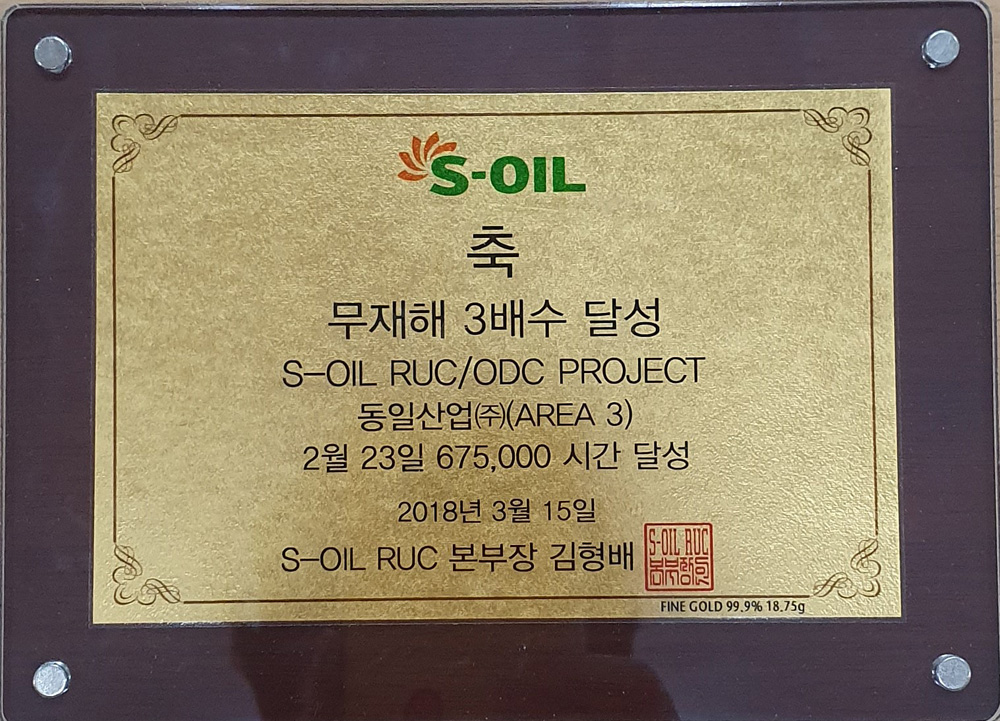 S-OIL
축
무재해 3배수 달성
S-OIL RUC/ODC PROJECT
동일산업㈜(AREA 3)
2월 23일 675,000 시간 달성
2018년 3월 15일
S-OIL RUC 본부장 김형배
S-OIL RUC
본부장
FINE GOLD 99.9% 18.75g